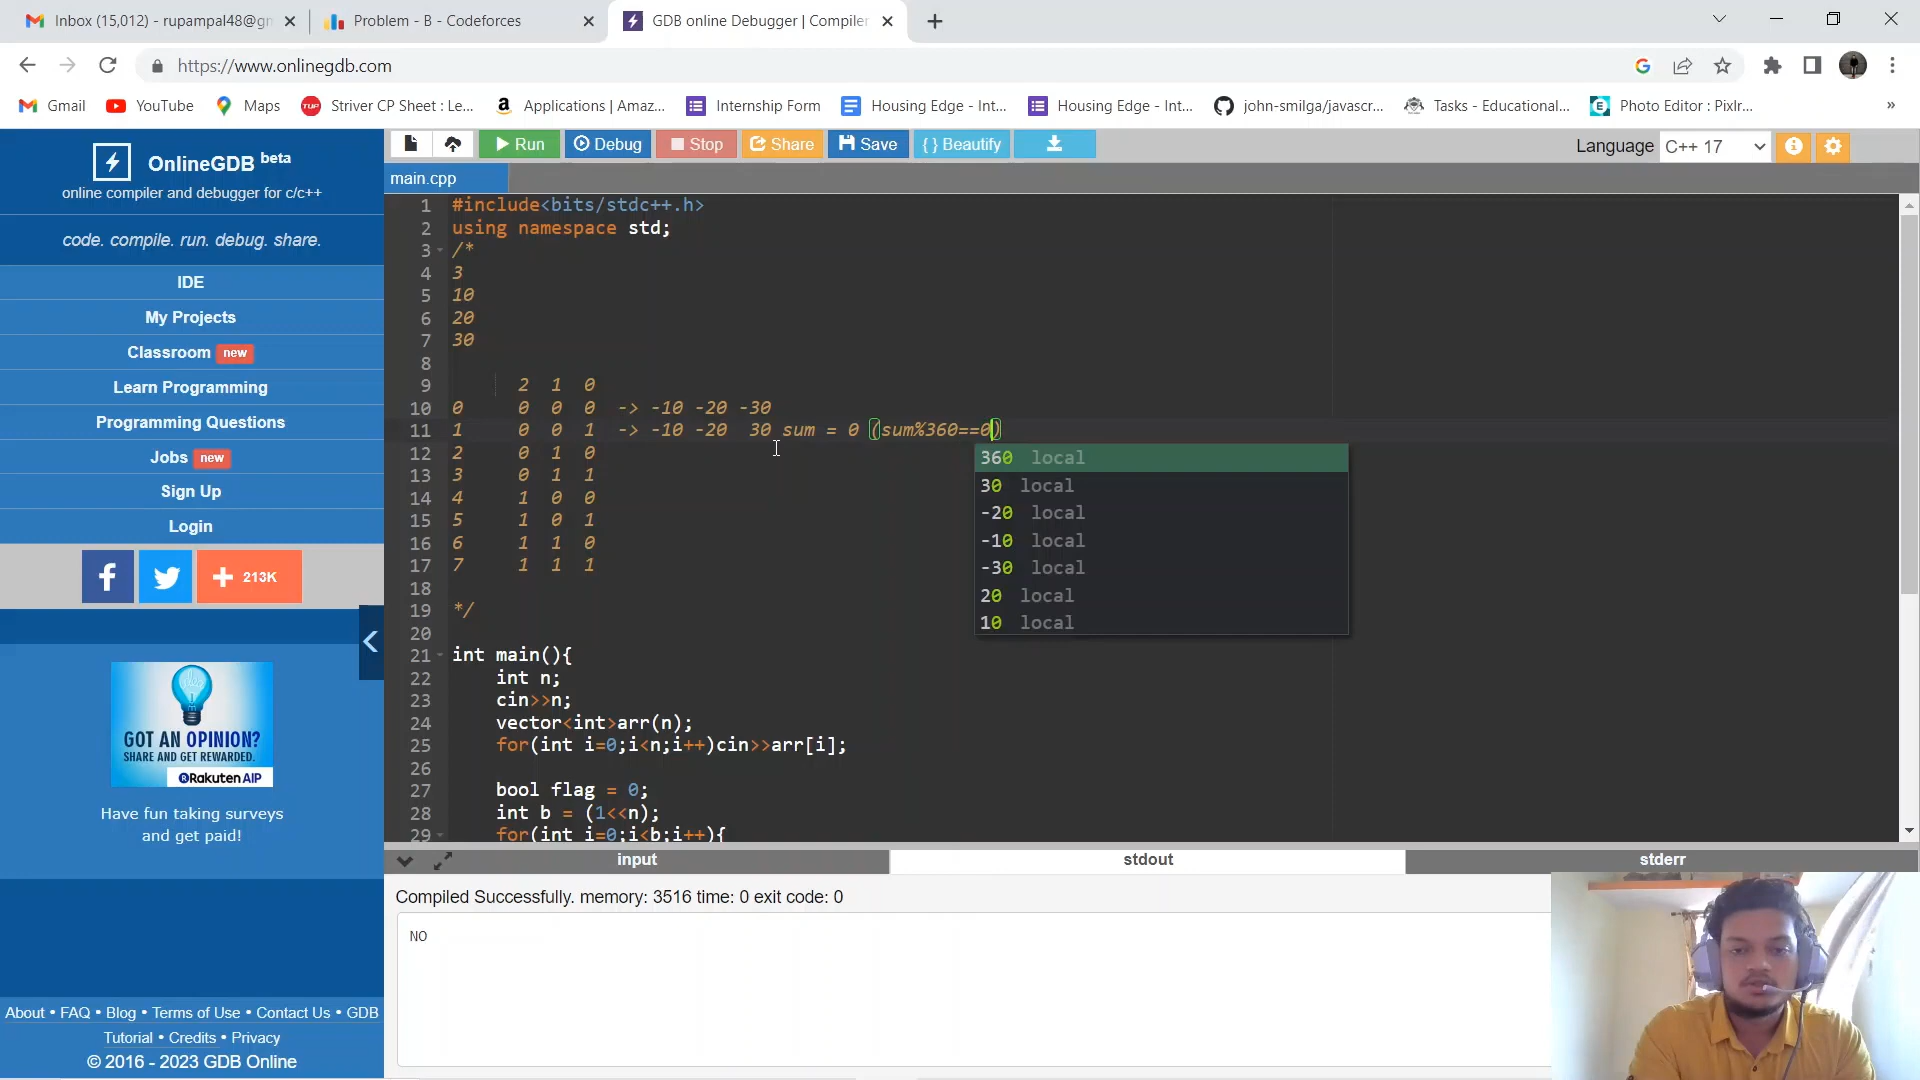 Inbox (15,012) - rupampal48@gm
Problem - B - Codeforces
GDB online Debugger | Compiler
https://www.onlinegdb.com
Gmail
YouTube
Maps
Striver CP Sheet : Le...
Applications | Amaz...
Internship Form
Housing Edge - Int...
Housing Edge - Int...
john-smilga/javascr...
Tasks - Educational...
Photo Editor : Pixlr...
»
OnlineGDB beta
online compiler and debugger for c/c++
code. compile. run. debug. share.
IDE
My Projects
Classroom new
Learn Programming
Programming Questions
Jobs new
Sign Up
Login
213K
GOT AN OPINION?
SHARE AND GET REWARDED.
Rakuten AIP
Have fun taking surveys
and get paid!
About • FAQ • Blog • Terms of Use • Contact Us • GDB
Tutorial • Credits • Privacy
© 2016 - 2023 GDB Online
Run
Debug
Stop
Share
Save
{ } Beautify
Language C++ 17
main.cpp
1 #include<bits/stdc++.h>
2 using namespace std;
3 /*
4 3
5 10
6 20
7 30
8
9 2 1 0
10 0 0 0 0 -> -10 -20 -30
11 1 0 0 1 -> -10 -20 30 sum = 0 (sum%360==0)
12 2 0 1 0
13 3 0 1 1
14 4 1 0 0
15 5 1 0 1
16 6 1 1 0
17 7 1 1 1
18
19 */
20
21 int main(){
22 int n;
23 cin>>n;
24 vector<int>arr(n);
25 for(int i=0;i<n;i++)cin>>arr[i];
26
27 bool flag = 0;
28 int b = (1<<n);
29 for(int i=0;i<b;i++){
360 local
30 local
-20 local
-10 local
-30 local
20 local
10 local
input
stdout
stderr
Compiled Successfully. memory: 3516 time: 0 exit code: 0
NO